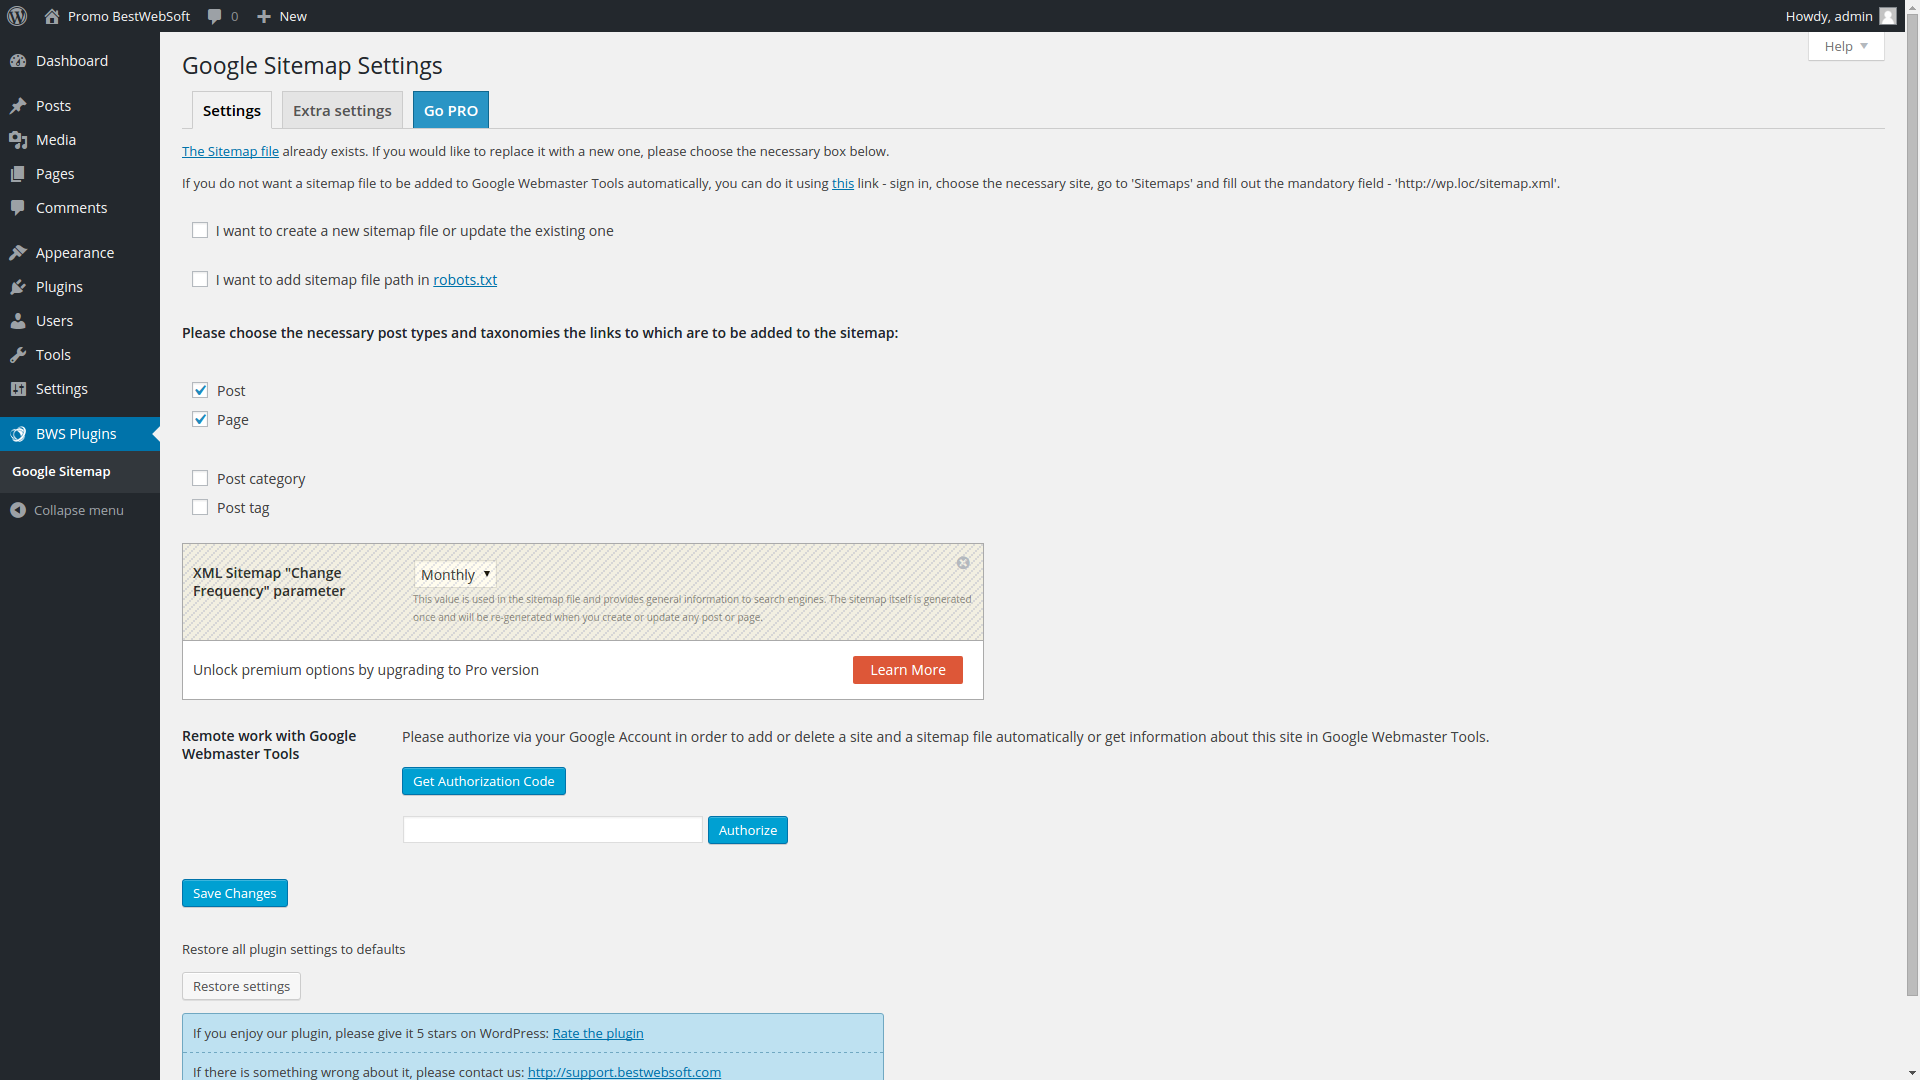 Promo BestWebSoft
0
New
Howdy, admin
Help
Dashboard
Posts
Media
Pages
Comments
Appearance
Plugins
Users
Tools
Settings
BWS Plugins
Google Sitemap
Collapse menu
Google Sitemap Settings
Settings
Extra settings
Go PRO
The Sitemap file already exists. If you would like to replace it with a new one, please choose the necessary box below.
If you do not want a sitemap file to be added to Google Webmaster Tools automatically, you can do it using this link - sign in, choose the necessary site, go to 'Sitemaps' and fill out the mandatory field - 'http://wp.loc/sitemap.xml'.
I want to create a new sitemap file or update the existing one
I want to add sitemap file path in robots.txt
Please choose the necessary post types and taxonomies the links to which are to be added to the sitemap:
Post
Page
Post category
Post tag
XML Sitemap "Change
Frequency" parameter
Monthly
This value is used in the sitemap file and provides general information to search engines. The sitemap itself is generated
once and will be re-generated when you create or update any post or page.
Unlock premium options by upgrading to Pro version
Learn More
Remote work with Google
Webmaster Tools
Please authorize via your Google Account in order to add or delete a site and a sitemap file automatically or get information about this site in Google Webmaster Tools.
Get Authorization Code
Authorize
Save Changes
Restore all plugin settings to defaults
Restore settings
If you enjoy our plugin, please give it 5 stars on WordPress: Rate the plugin
If there is something wrong about it, please contact us: http://support.bestwebsoft.com